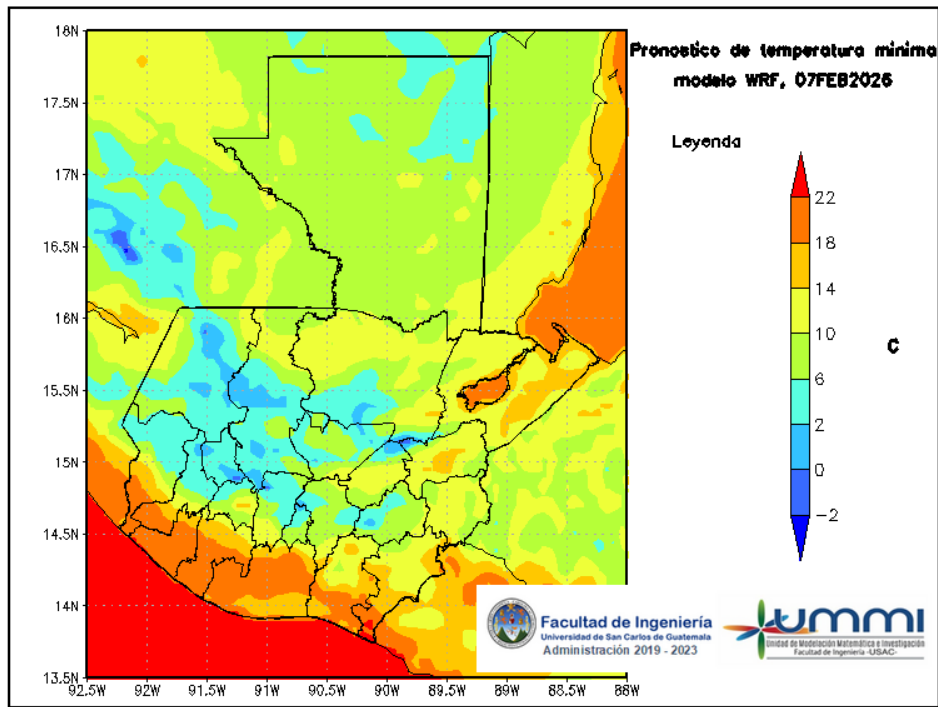 Pronostico de temperatura minima
modelo WRF, 07FEB2026
Leyenda
22
18
14
10
6
2
0
-2
C
18N
17.5N
17N
16.5N
16N
15.5N
15N
14.5N
14N
13.5N
92.5W 92W 91.5W 91W 90.5W 90W 89.5W 89W 88.5W 88W
Facultad de Ingeniería
Universidad de San Carlos de Guatemala
Administración 2019 - 2023
ummi
Unidad de Modelación Matemática e Investigación
Facultad de Ingeniería -USAC-